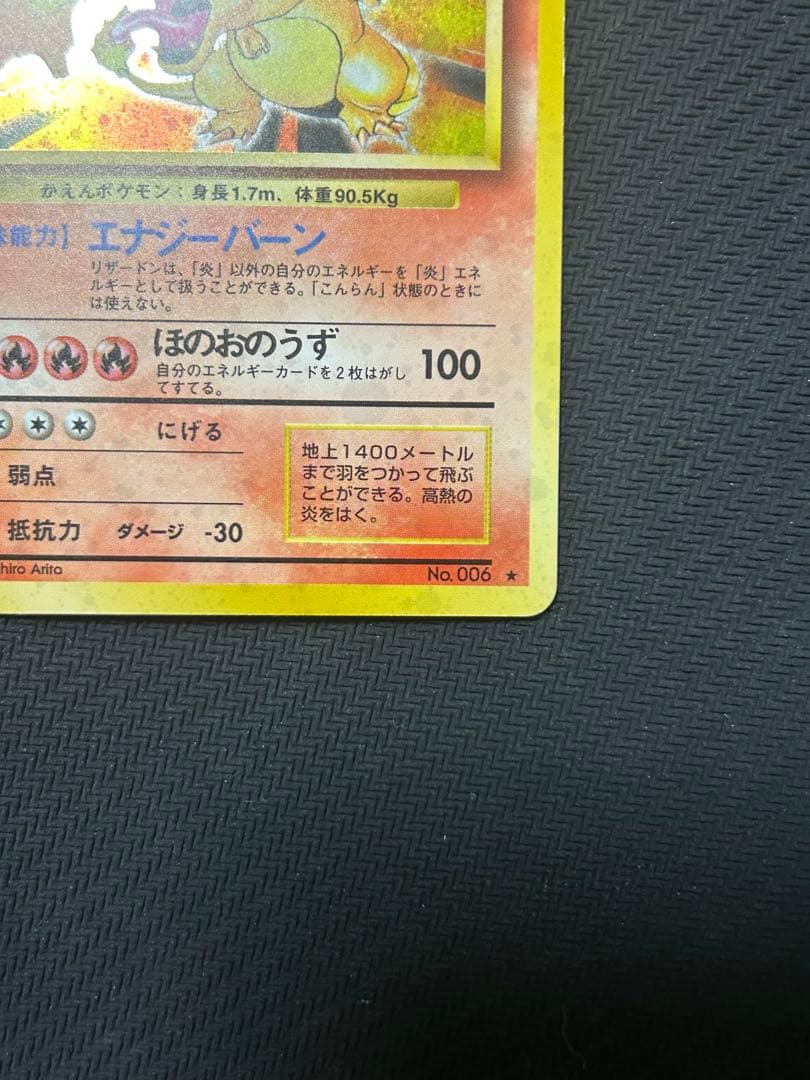 かえんポケモン：身長1.7m、体重90.5Kg
能力】 エナジーバーン
リザードンは、「炎」以外の自分のエネルギーを「炎」エネ
ルギーとして扱うことができる。「こんらん」状態のときに
は使えない。
ほのおのうず 100
自分のエネルギーカードを2枚はがし
てすてる。
にげる
弱点
抵抗力 ダメージ -30
地上1400メートル
まで羽をつかって飛ぶ
ことができる。高熱の
炎をはく。
hiro Arita
No. 006 ★